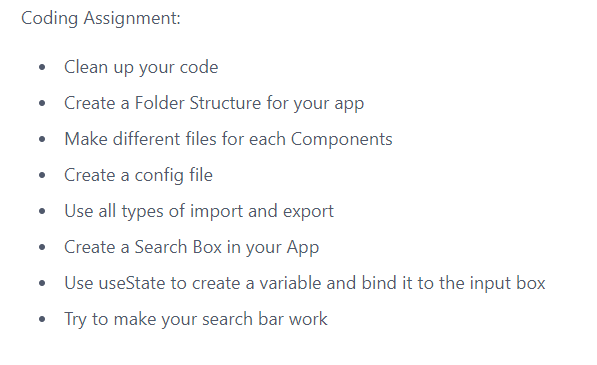 Coding Assignment:
• Clean up your code
• Create a Folder Structure for your app
• Make different files for each Components
• Create a config file
• Use all types of import and export
• Create a Search Box in your App
• Use useState to create a variable and bind it to the input box
• Try to make your search bar work